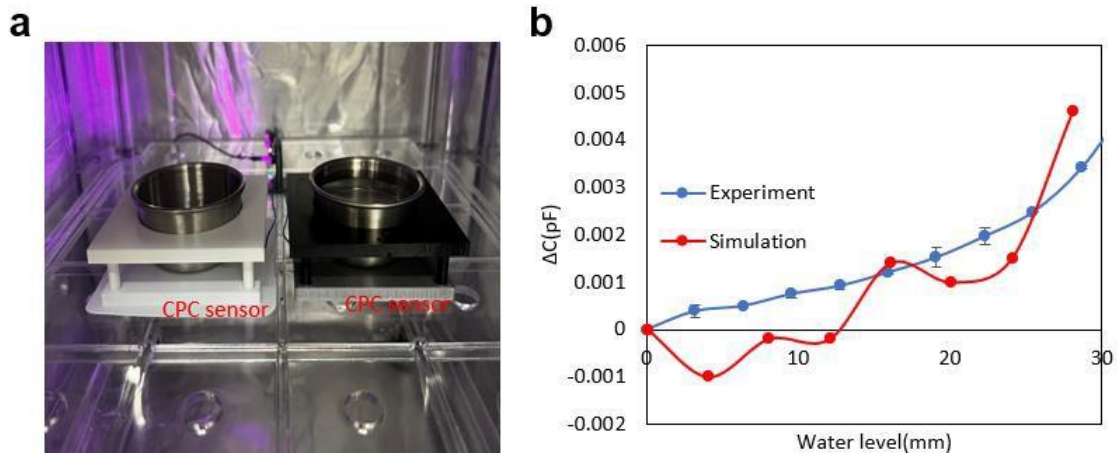 a
CPC sensor
CPC sensor
b
0.006
0.005
0.004
0.003
0.002
0.001
0
-0.001
-0.002
ΔC(pF)
Experiment
Simulation
0
10
20
30
Water level(mm)